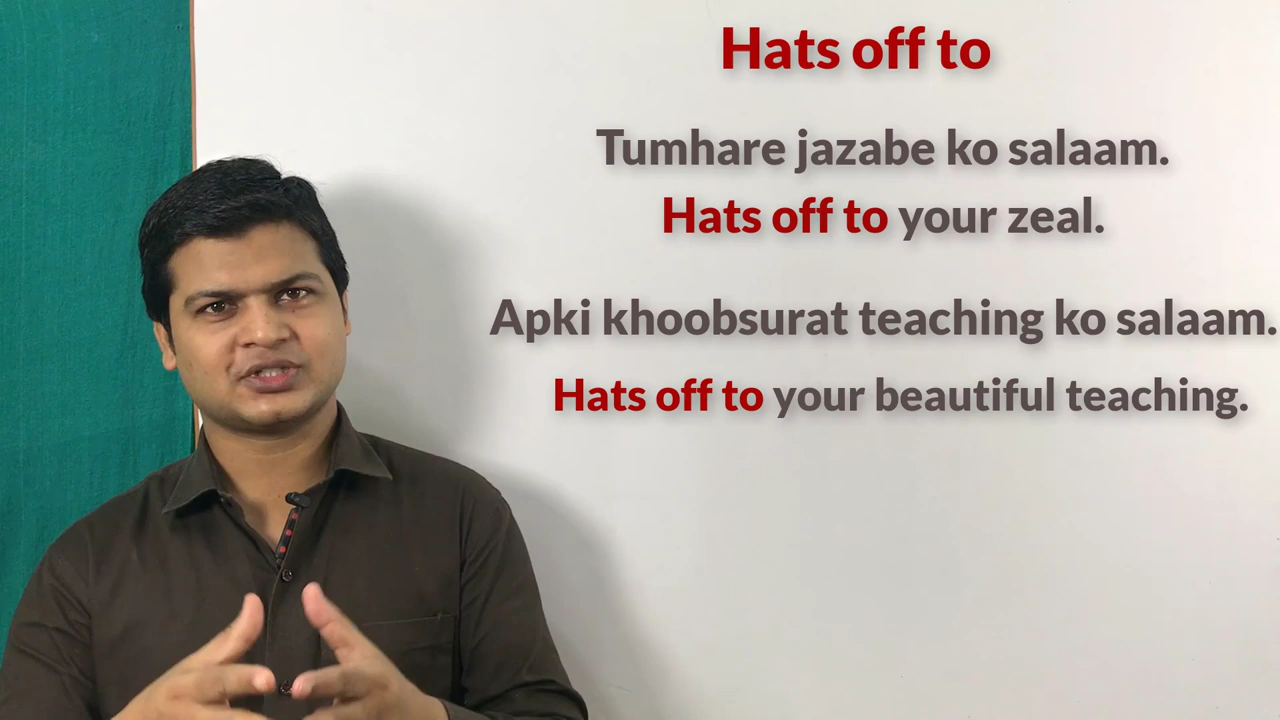 Hats off to
Tumhare jazabe ko salaam.
Hats off to your zeal.
Apki khoobsurat teaching ko salaam.
Hats off to your beautiful teaching.